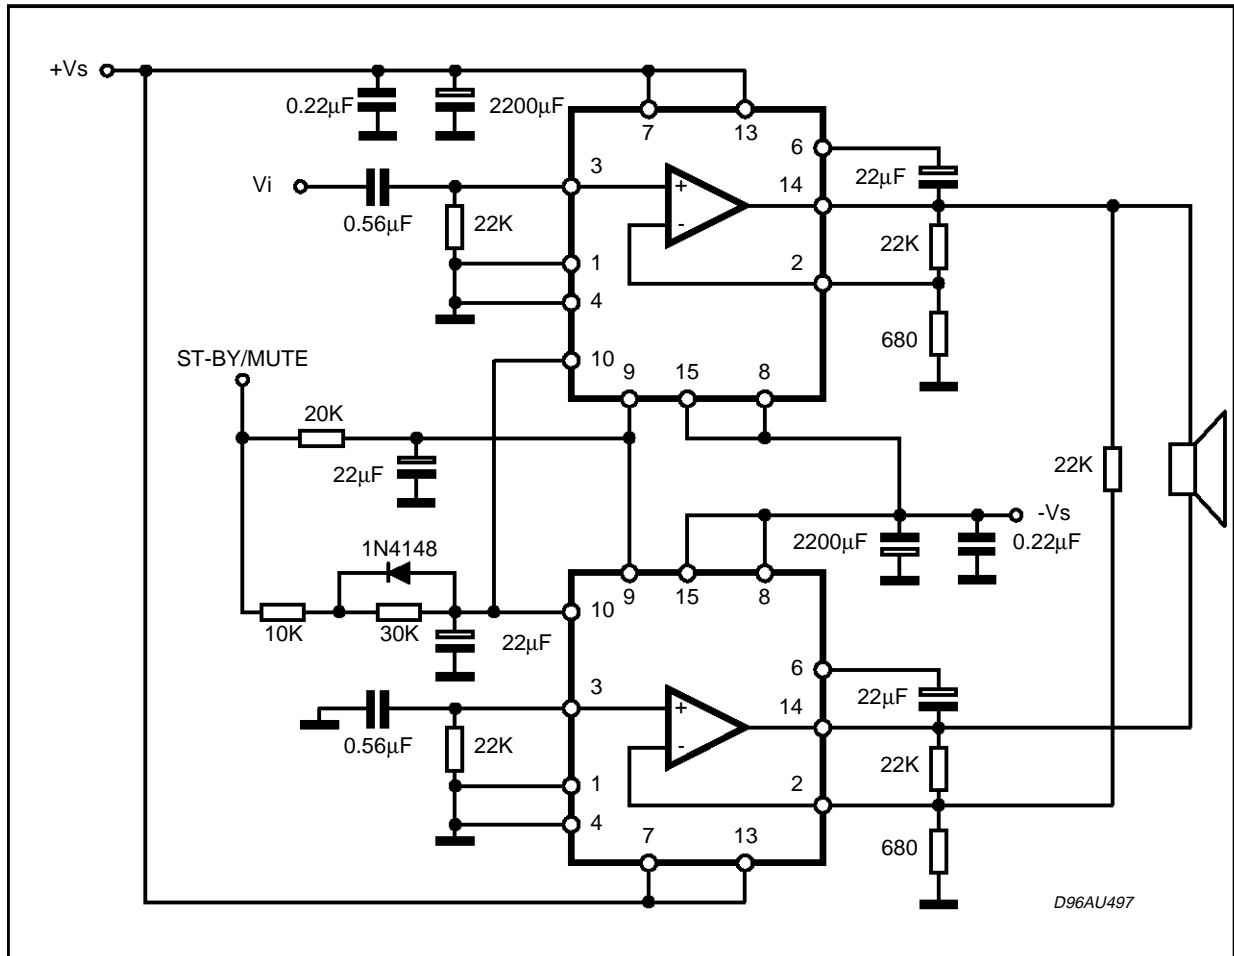 +Vs
0.22µF
2200µF
7
13
6
3
14
22µF
Vi
0.56µF
22K
+
-
22K
1
2
4
680
ST-BY/MUTE
10
9
15
8
20K
22µF
22K
-Vs
2200µF
0.22µF
1N4148
9
15
8
10
10K
30K
22µF
6
3
14
22µF
0.56µF
22K
+
-
22K
1
2
4
7
13
680
D96AU497